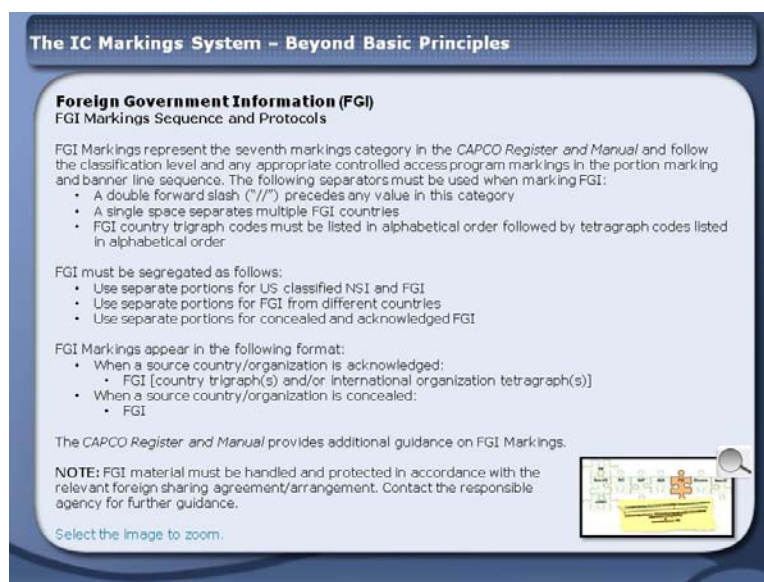 The IC Markings System – Beyond Basic Principles
Foreign Government Information (FGI)
FGI Markings Sequence and Protocols
FGI Markings represent the seventh markings category in the CAPCO Register and Manual and follow
the classification level and any appropriate controlled access program markings in the portion marking
and banner line sequence. The following separators must be used when marking FGI:
• A double forward slash ("//") precedes any value in this category
• A single space separates multiple FGI countries
• FGI country trigraph codes must be listed in alphabetical order followed by tetragraph codes listed
in alphabetical order
FGI must be segregated as follows:
• Use separate portions for US classified NSI and FGI
• Use separate portions for FGI from different countries
• Use separate portions for concealed and acknowledged FGI
FGI Markings appear in the following format:
• When a source country/organization is acknowledged:
• FGI [country trigraph(s) and/or international organization tetragraph(s)]
• When a source country/organization is concealed:
• FGI
The CAPCO Register and Manual provides additional guidance on FGI Markings.
NOTE: FGI material must be handled and protected in accordance with the
relevant foreign sharing agreement/arrangement. Contact the responsible
agency for further guidance.
Select the image to zoom.